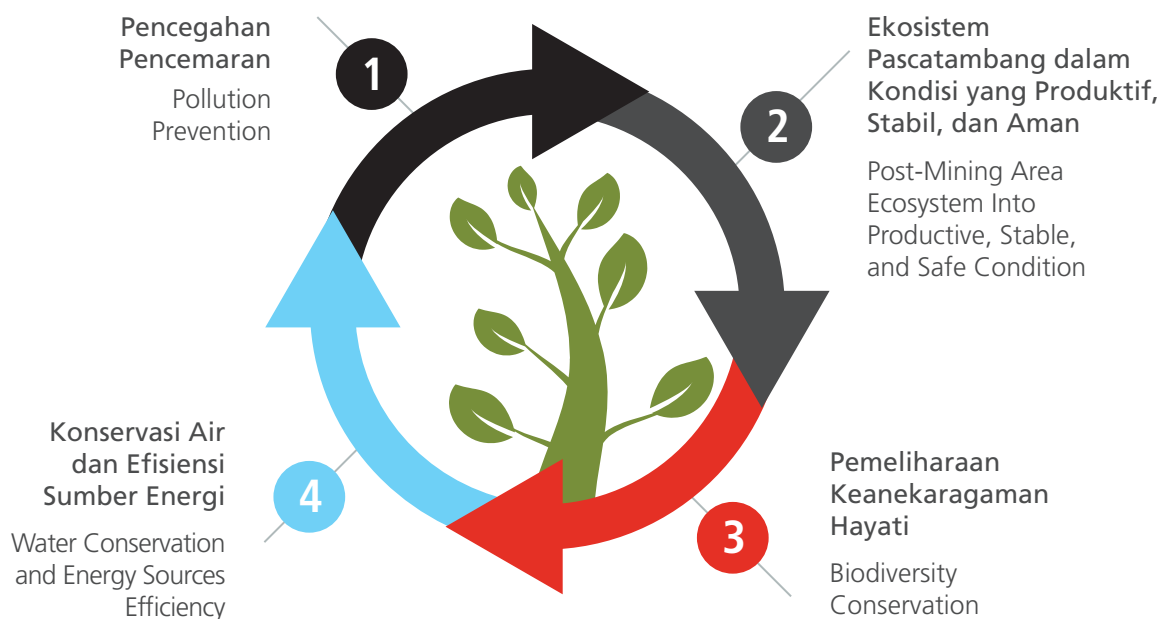 Pencegahan
Pencemaran
Pollution
Prevention
1
Ekosistem
Pascatambang dalam
Kondisi yang Produktif,
Stabil, dan Aman
Post-Mining Area
Ecosystem Into
Productive, Stable,
and Safe Condition
2
Pemeliharaan
Keanekaragaman
Hayati
Biodiversity
Conservation
3
Konservasi Air
dan Efisiensi
Sumber Energi
Water Conservation
and Energy Sources
Efficiency
4